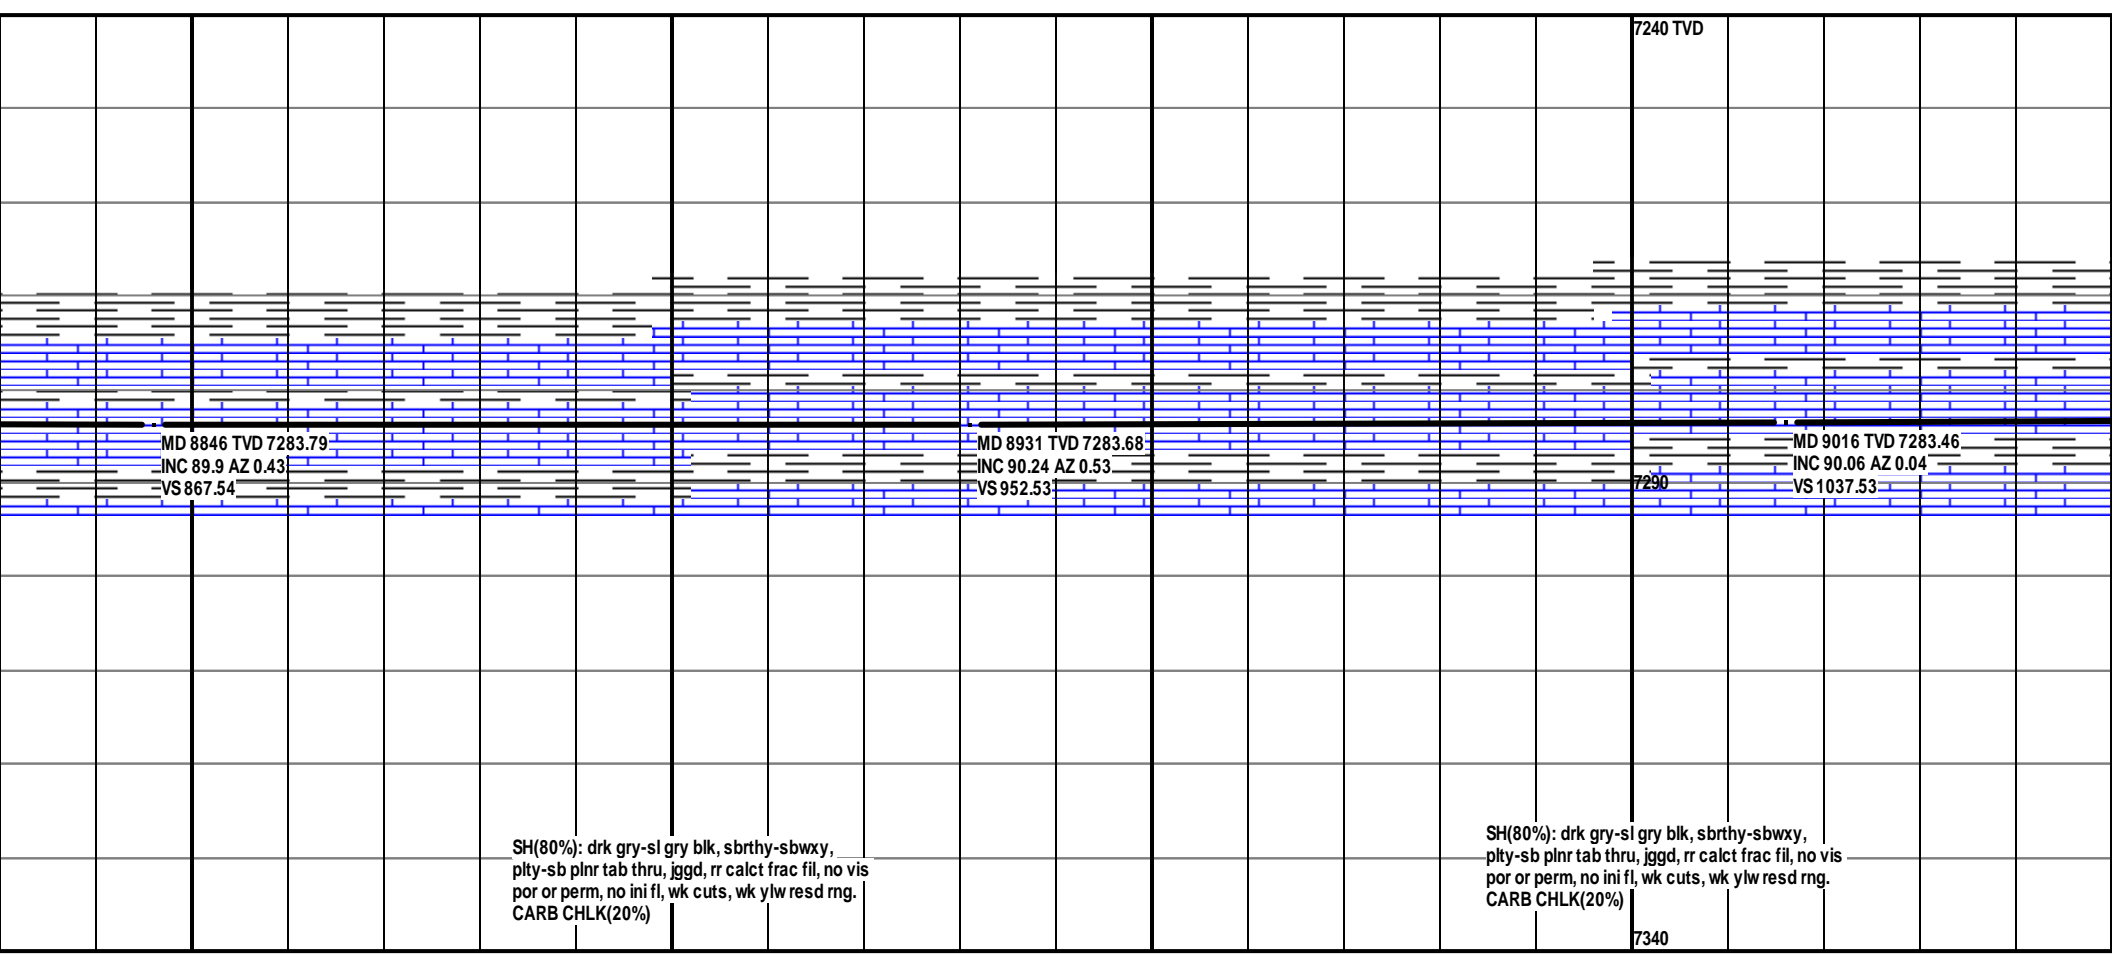 7240 TVD
MD 8846 TVD 7283.79
INC 89.9 AZ 0.43
VS 867.54
MD 8931 TVD 7283.68
INC 90.24 AZ 0.53
VS 952.53
MD 9016 TVD 7283.46
INC 90.06 AZ 0.04
VS 1037.53
7290
SH(80%): drk gry-sl gry blk, sbrthy-sbwxy,
plty-sb plnr tab thru, jggd, rr calct frac fil, no vis
por or perm, no ini fl, wk cuts, wk ylw resd rng.
CARB CHLK(20%)
SH(80%): drk gry-sl gry blk, sbrthy-sbwxy,
plty-sb plnr tab thru, jggd, rr calct frac fil, no vis
por or perm, no ini fl, wk cuts, wk ylw resd rng.
CARB CHLK(20%)
7340